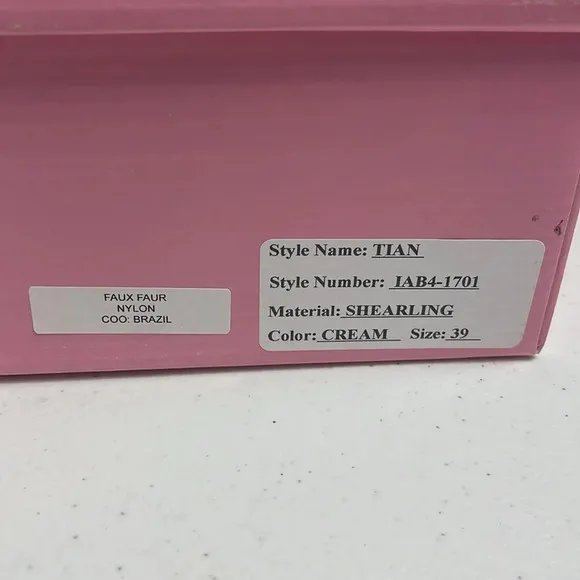 FAUX FAUR
NYLON
COO: BRAZIL
Style Name: TIAN
Style Number: IAB4-1701
Material: SHEARLING
Color: CREAM Size: 39